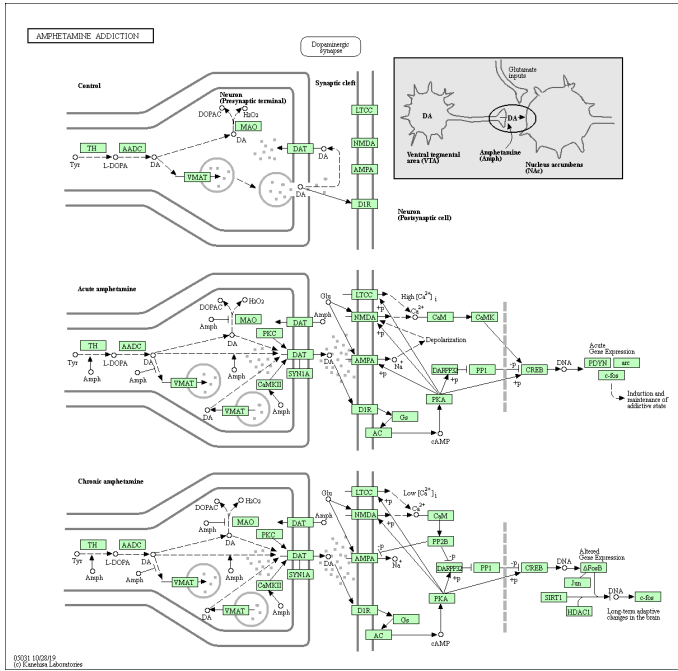 AMPHETAMINE ADDICTION
Dopaminergic
synapse
Control
Neuron
(Presynaptic terminal)
Synaptic cleft
DOPAC
H2O2
MAO
DA
TH
AADC
Tyr
L-DOPA
DA
VMAT
DAT
DA
DA
LTCC
NMDA
AMPA
D1R
Neuron
(Postsynaptic cell)
Glutamate
inputs
DA
DA
Ventral tegmental
area (VTA)
Amphetamine
(Amph)
Nucleus accumbens
(NAc)
Acute amphetamine
DOPAC
H2O2
Amph
MAO
DA
PKC
DAT
Amph
TH
AADC
Tyr
L-DOPA
DA
Amph
Amph
Amph
DAT
DA
SYN1A
VMAT
CaMKII
DA
VMAT
Amph
Glu
LTCC
+p
High [Ca2+]i
NMDA
Ca2+
CaM
CaMK
+p
Depolarization
AMPA
Na+
+p
DARPP32
+p
PP1
-p
+p
CREB
DNA
Acute
Gene Expression
PDYN
arc
c-fos
Induction and
maintenance of
addictive state
D1R
Gs
AC
PKA
cAMP
Chronic amphetamine
DOPAC
H2O2
Amph
MAO
DA
PKC
DAT
Amph
TH
AADC
Tyr
L-DOPA
DA
Amph
Amph
Amph
DAT
DA
SYN1A
VMAT
CaMKII
DA
VMAT
Amph
Glu
LTCC
+p
Low [Ca2+]i
NMDA
Ca2+
CaM
PP2B
AMPA
-p
Na+
-p
DARPP32
+p
PP1
-p
+p
CREB
DNA
Altered
Gene Expression
ΔFosB
Jun
SIRT1
HDAC1
DNA
c-fos
Long-term adaptive
changes in the brain
D1R
Gs
AC
PKA
cAMP
05031 10/28/19
(c) Kanehisa Laboratories